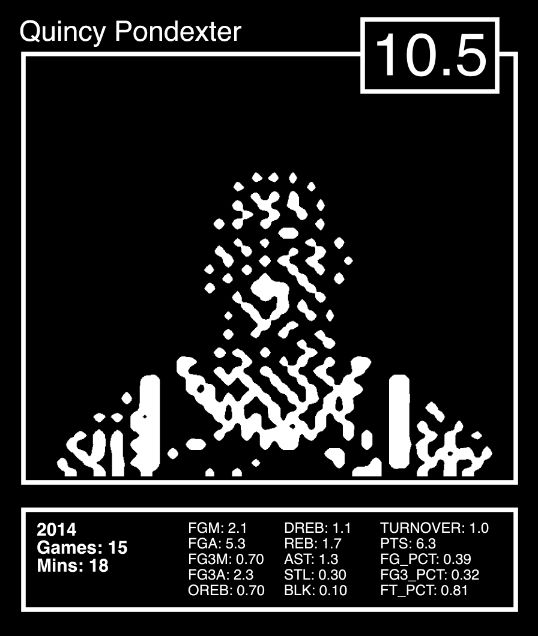 Quincy Pondexter
10.5
2014
Games: 15
Mins: 18
FGM: 2.1
FGA: 5.3
FG3M: 0.70
FG3A: 2.3
OREB: 0.70
DREB: 1.1
REB: 1.7
AST: 1.3
STL: 0.30
BLK: 0.10
TURNOVER: 1.0
PTS: 6.3
FG_PCT: 0.39
FG3_PCT: 0.32
FT_PCT: 0.81